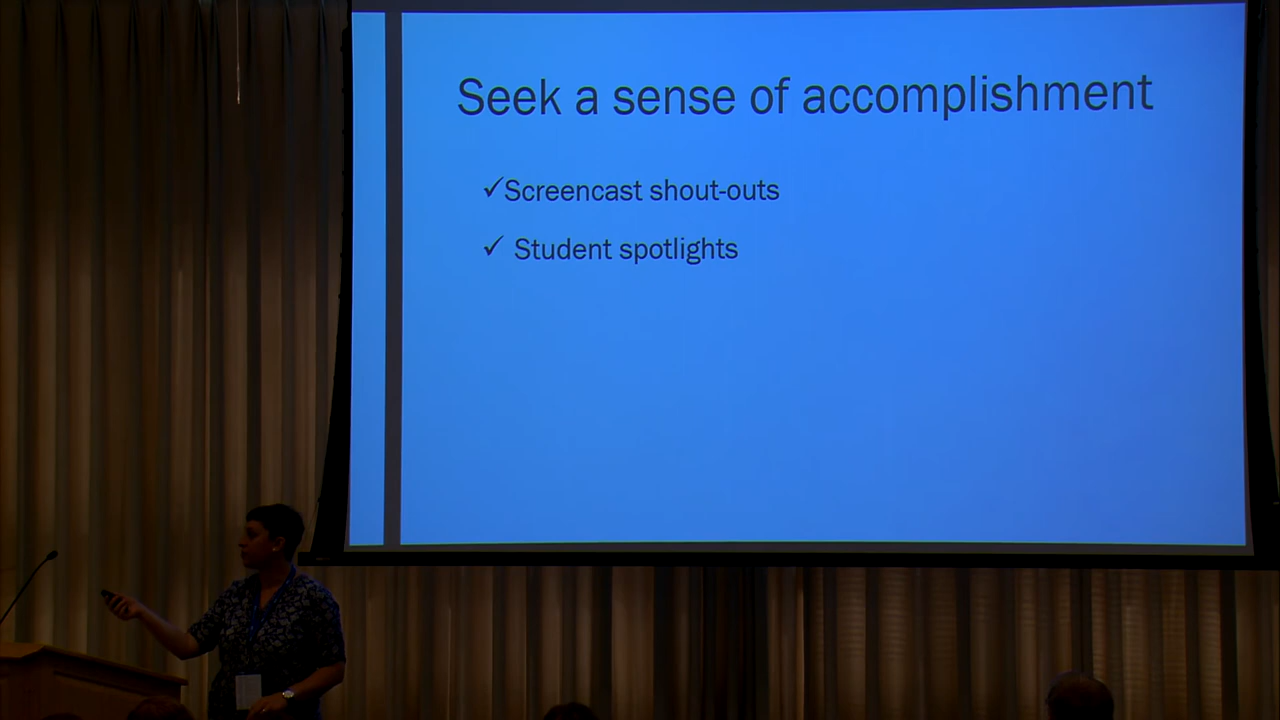 Seek a sense of accomplishment
✓Screencast shout-outs
✓ Student spotlights